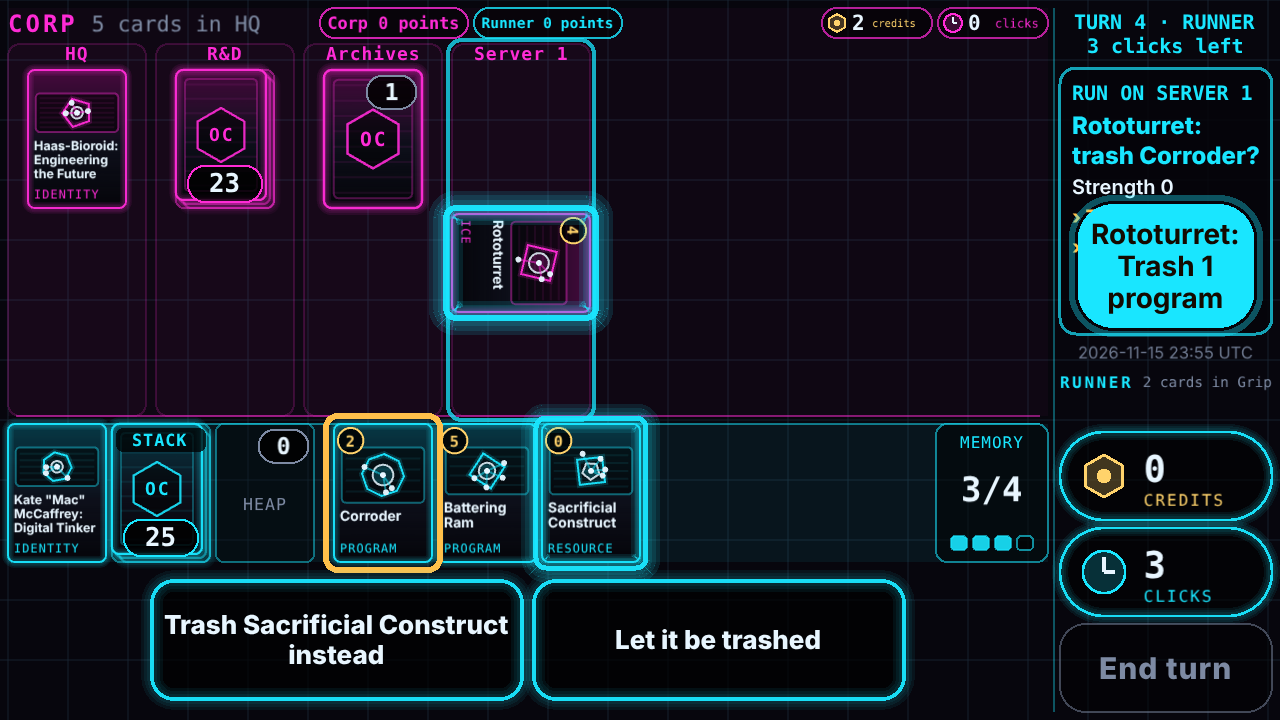 CORP 5 cards in HQ
Corp 0 points
Runner 0 points
2 credits
0 clicks
HQ
R&D
Archives
Server 1
Haas-Bioroid:
Engineering
the Future
IDENTITY
OC
23
1
OC
4
Rototurret
ICE
TURN 4 · RUNNER
3 clicks left
RUN ON SERVER 1
Rototurret:
trash Corroder?
Strength 0
Rototurret:
Trash 1
program
2026-11-15 23:55 UTC
RUNNER 2 cards in Grip
Kate "Mac"
McCaffrey:
Digital Tinker
IDENTITY
STACK
OC
25
0
HEAP
2
Corroder
PROGRAM
5
Battering
Ram
PROGRAM
0
Sacrificial
Construct
RESOURCE
MEMORY
3/4
0
CREDITS
3
CLICKS
End turn
Trash Sacrificial Construct
instead
Let it be trashed